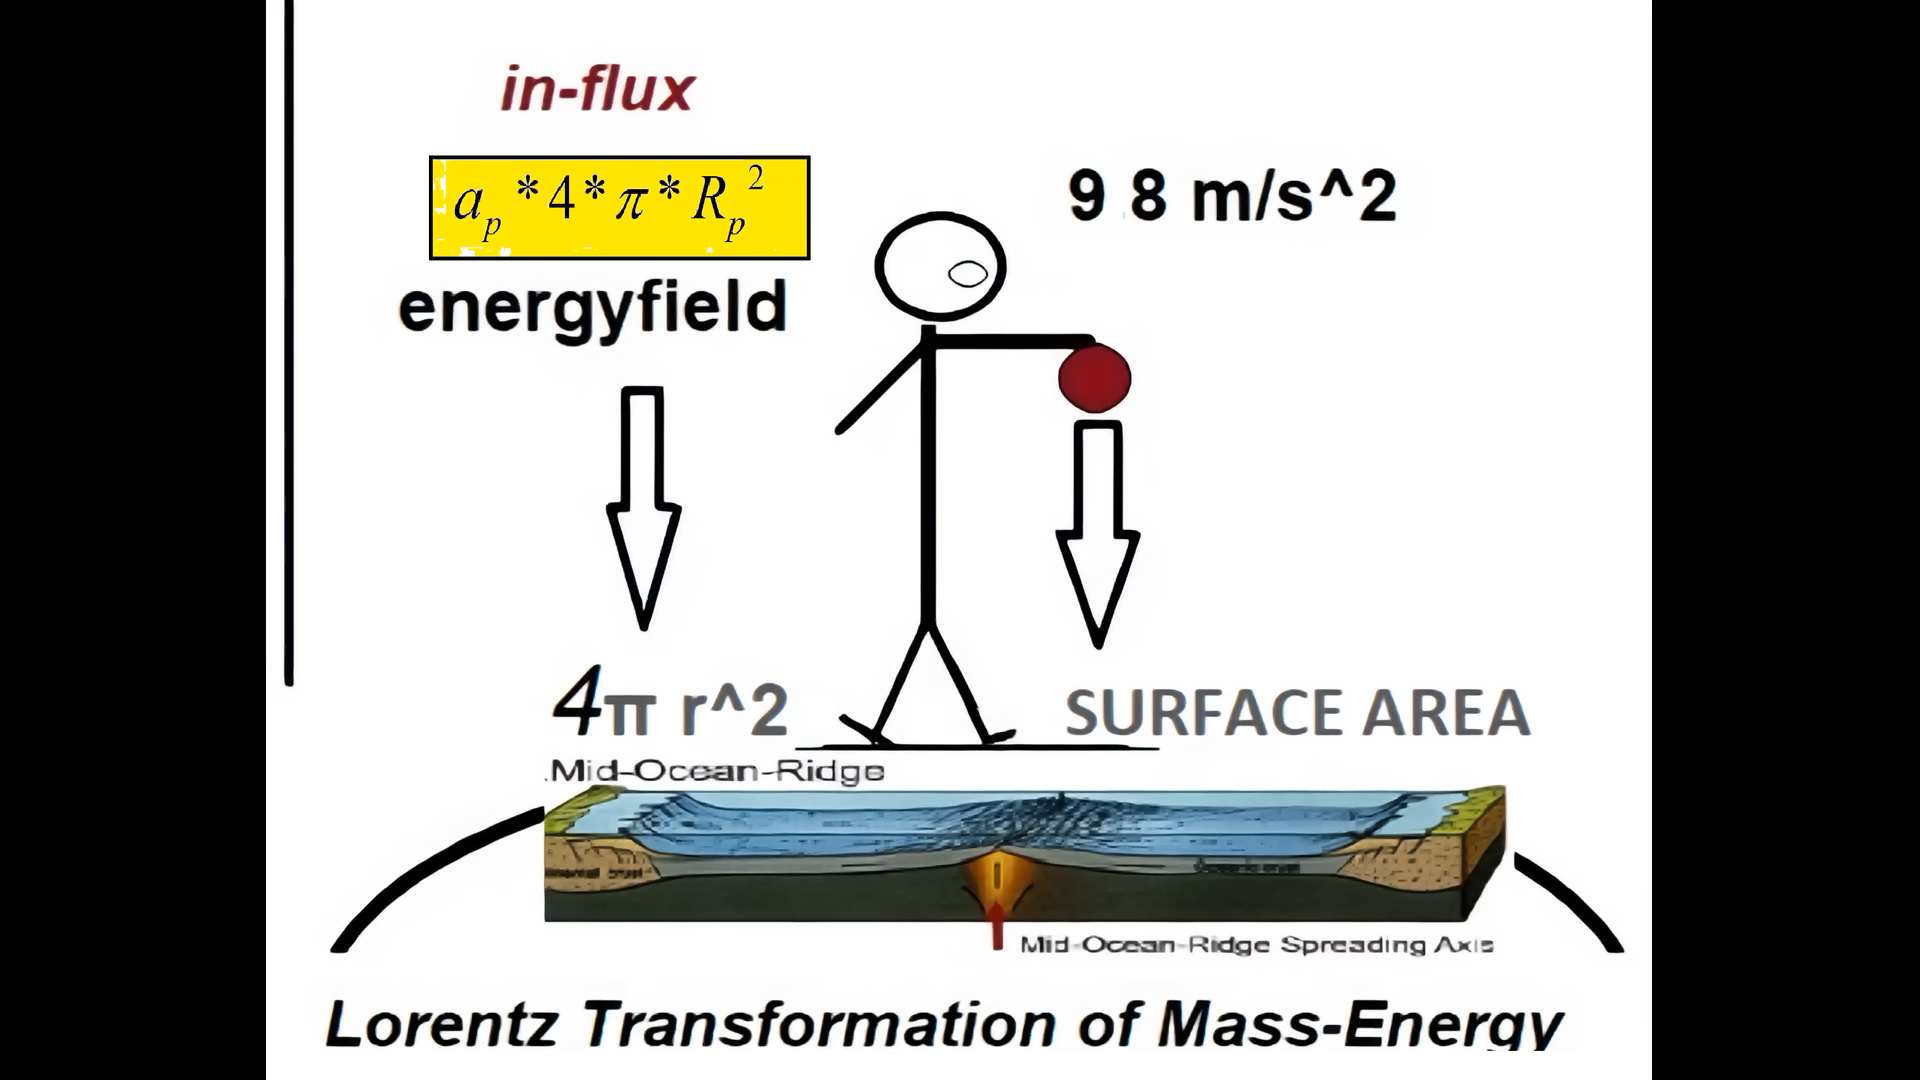 in-flux
a_p * 4 * π * R_p^2
9 8 m/s^2
energyfield
4π r^2
SURFACE AREA
.Mid-Ocean-Ridge
Mid-Ocean-Ridge Spreading Axis
Lorentz Transformation of Mass-Energy